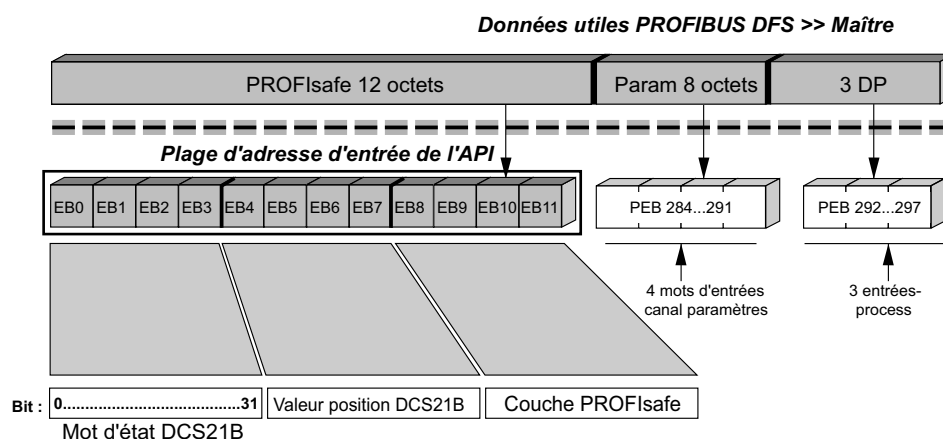 Données utiles PROFIBUS DFS >> Maître
PROFIsafe 12 octets
Param 8 octets
3 DP
Plage d'adresse d'entrée de l'API
EB0 EB1 EB2 EB3 EB4 EB5 EB6 EB7 EB8 EB9 EB10 EB11
PEB 284...291
PEB 292...297
4 mots d'entrées
canal paramètres
3 entrées-
process
Bit : 0........................................31
Valeur position DCS21B
Couche PROFIsafe
Mot d'état DCS21B